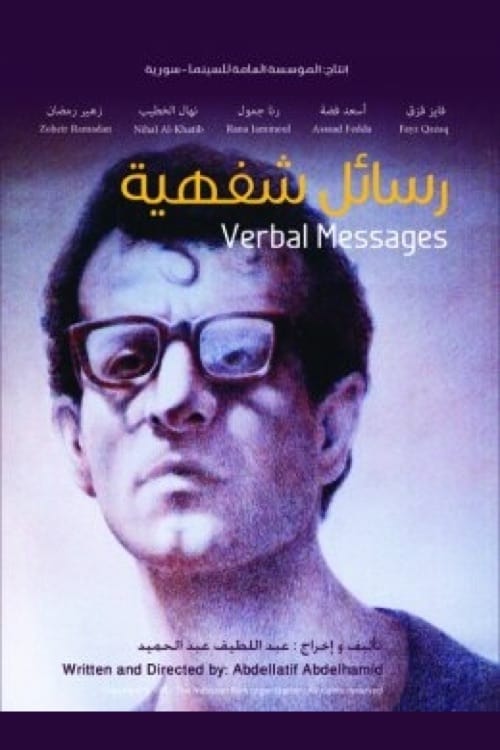 إنتاج: المؤسسة العامة للسينما - سورية
فايز قزق أسعد فضة رنا جمول نهال الخطيب زهير رمضان
Zoheir Ramadan Nihal Al-Khatib Rana Jammoul Assaad Fedda Fayz Qazaq
رسائل شفهية
Verbal Messages
تأليف و إخراج : عبد اللطيف عبد الحميد
Written and Directed by: Abdellatif Abdelhamid